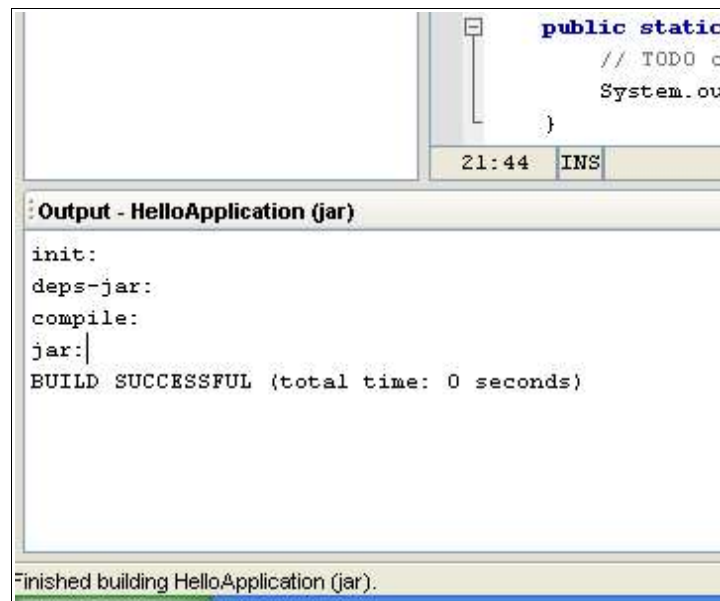 public static
// TODO
System.ou
}
21:44 INS
Output - HelloApplication (jar)
init:
deps-jar:
compile:
jar:
BUILD SUCCESSFUL (total time: 0 seconds)
Finished building HelloApplication (jar).